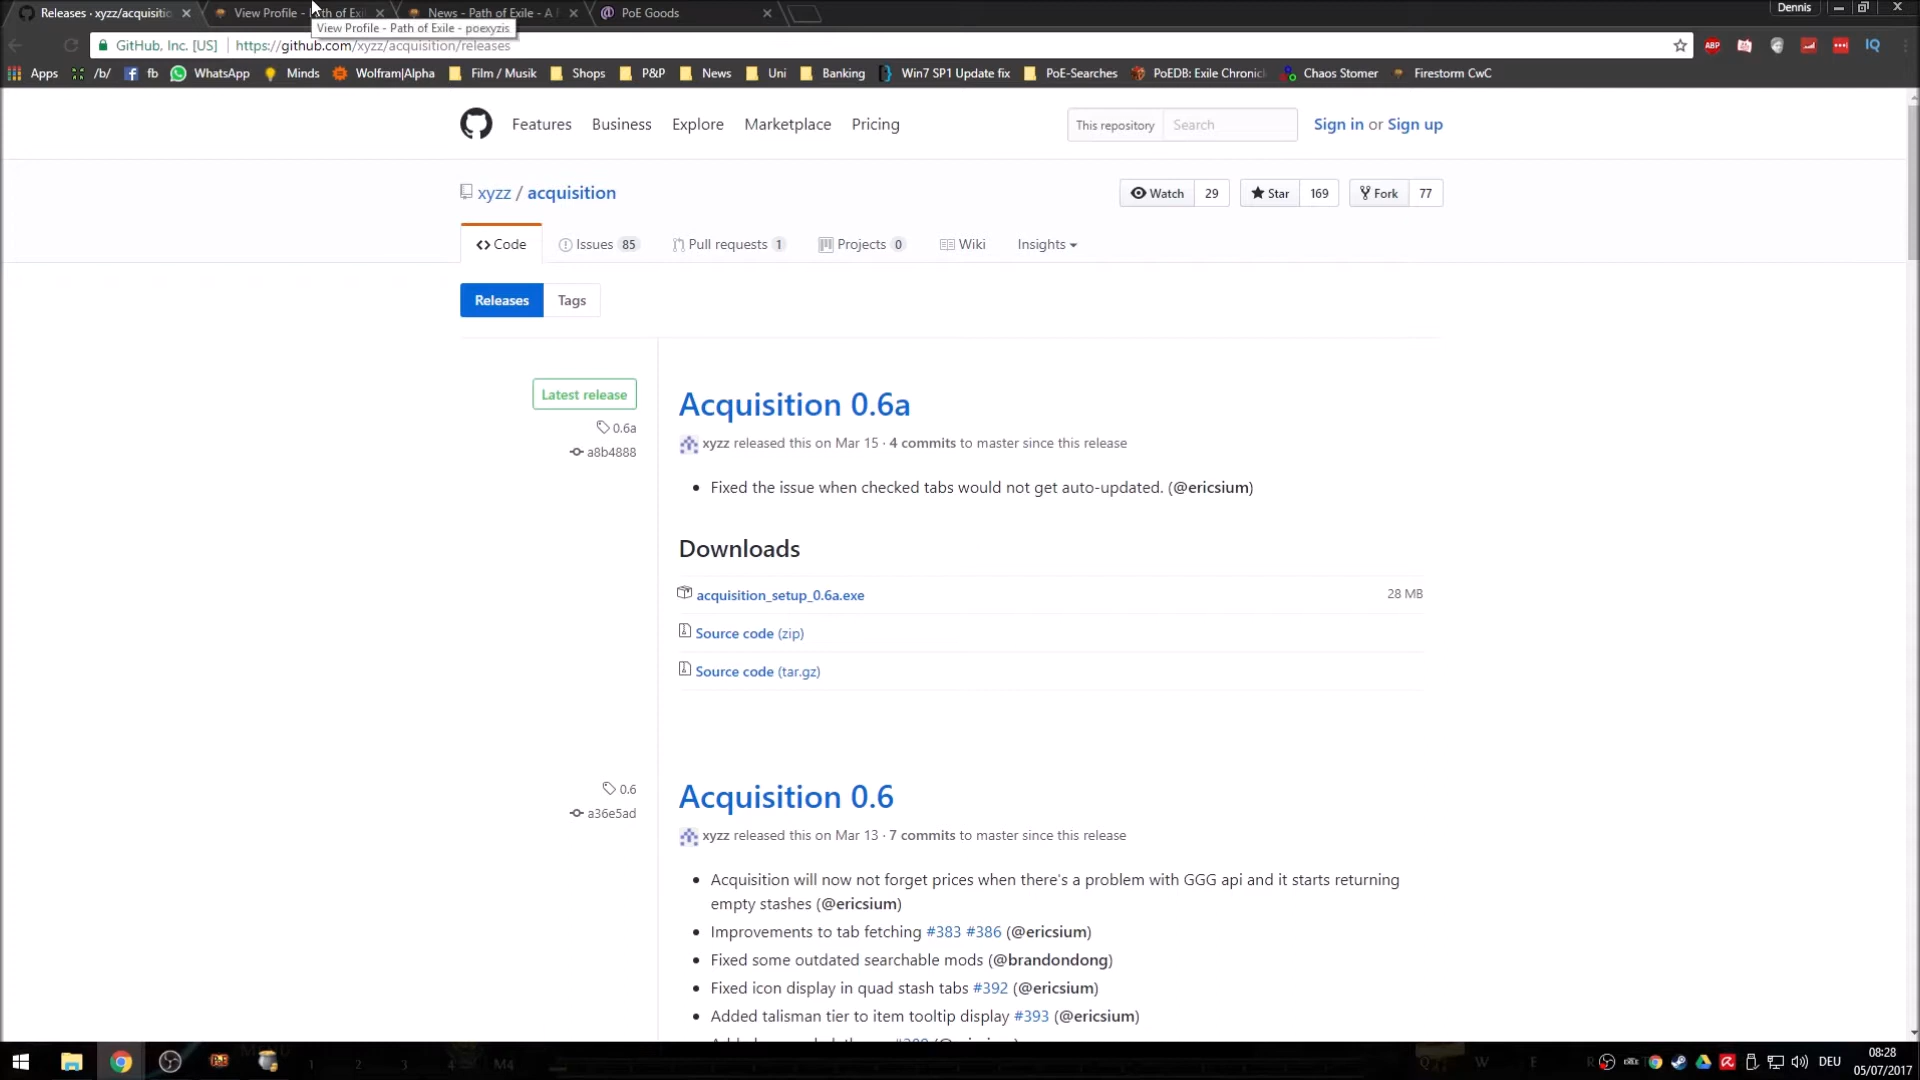 Releases · xyzz/acquisitio
View Profile - Path of Exil
News - Path of Exile - A F
PoE Goods
Dennis
View Profile - Path of Exile - poexyzis
GitHub, Inc. [US]
https://github.com/xyzz/acquisition/releases
ABP
IQ
Apps
/b/
fb
WhatsApp
Minds
Wolfram|Alpha
Film / Musik
Shops
P&P
News
Uni
Banking
Win7 SP1 Update fix
PoE-Searches
PoEDB: Exile Chronic
Chaos Stomer
Firestorm CwC
Features
Business
Explore
Marketplace
Pricing
This repository
Search
Sign in or Sign up
xyzz / acquisition
Watch 29
Star 169
Fork 77
Code
Issues 85
Pull requests 1
Projects 0
Wiki
Insights
Releases
Tags
Latest release
0.6a
a8b4888
Acquisition 0.6a
xyzz released this on Mar 15 · 4 commits to master since this release
• Fixed the issue when checked tabs would not get auto-updated. (@ericsium)
Downloads
acquisition_setup_0.6a.exe
28 MB
Source code (zip)
Source code (tar.gz)
0.6
a36e5ad
Acquisition 0.6
xyzz released this on Mar 13 · 7 commits to master since this release
• Acquisition will now not forget prices when there's a problem with GGG api and it starts returning
empty stashes (@ericsium)
• Improvements to tab fetching #383 #386 (@ericsium)
• Fixed some outdated searchable mods (@brandondong)
• Fixed icon display in quad stash tabs #392 (@ericsium)
• Added talisman tier to item tooltip display #393 (@ericsium)
MENU
1
2
3
4
M4
Q
W
E
R
DEU
08:28
05/07/2017